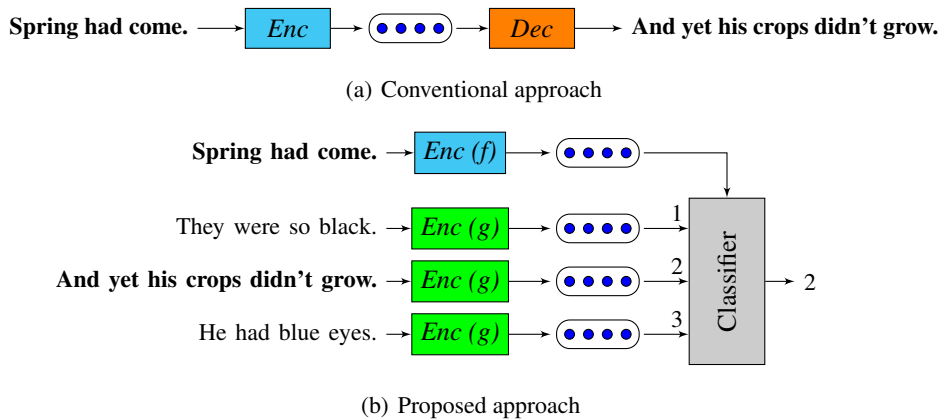 Spring had come. Enc Dec And yet his crops didn't grow.
(a) Conventional approach
Spring had come. Enc (f)
They were so black. Enc (g) 1
And yet his crops didn't grow. Enc (g) 2 Classifier 2
He had blue eyes. Enc (g) 3
(b) Proposed approach